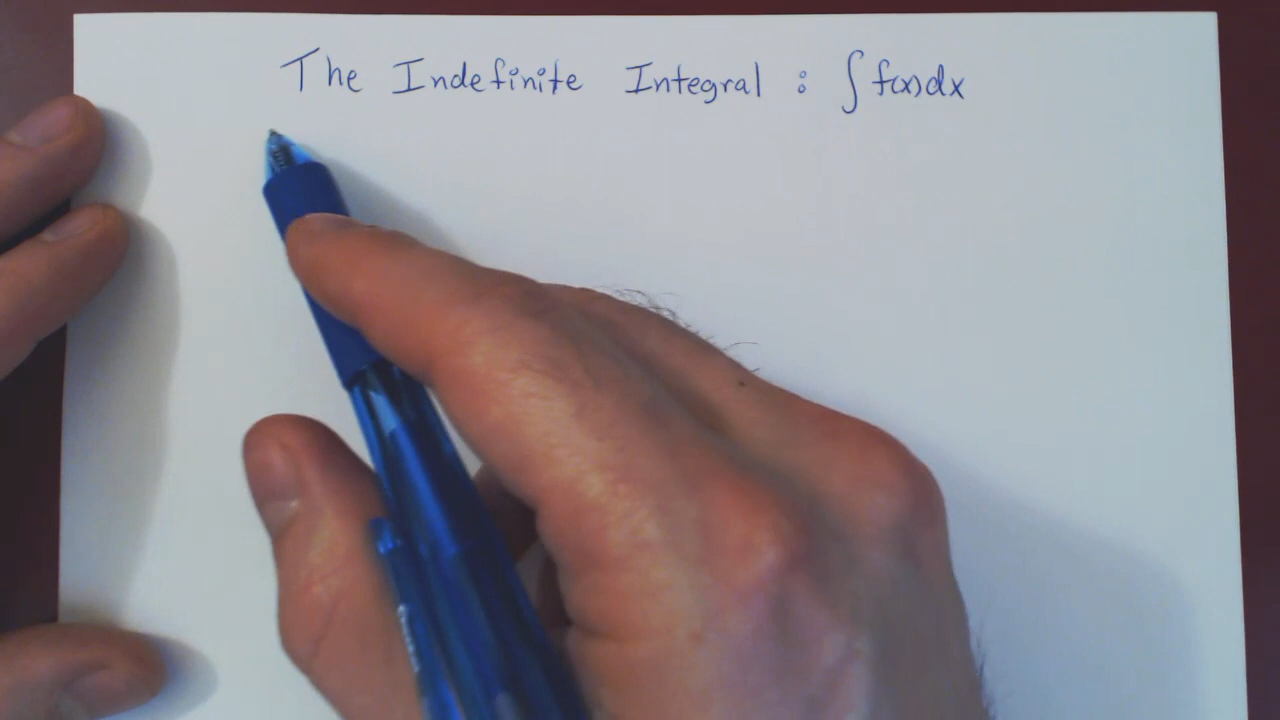 The Indefinite Integral : ∫ f(x)dx